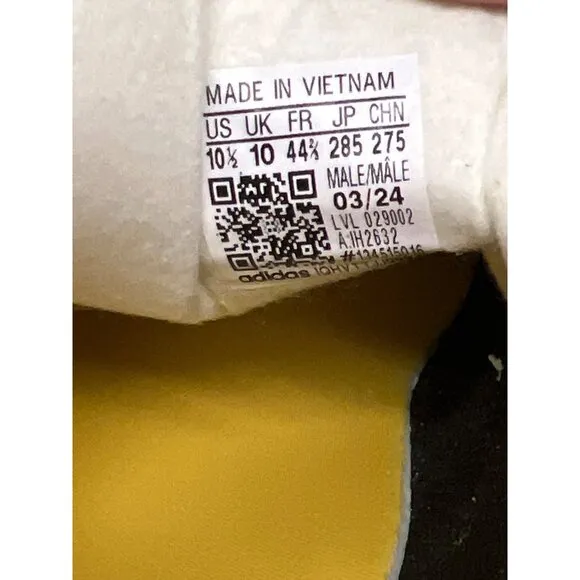 MADE IN VIETNAM
US UK FR JP CHN
10½ 10 44⅔ 285 275
MALE/MÂLE
03/24
LVL 029002
A.IH2632
adidas